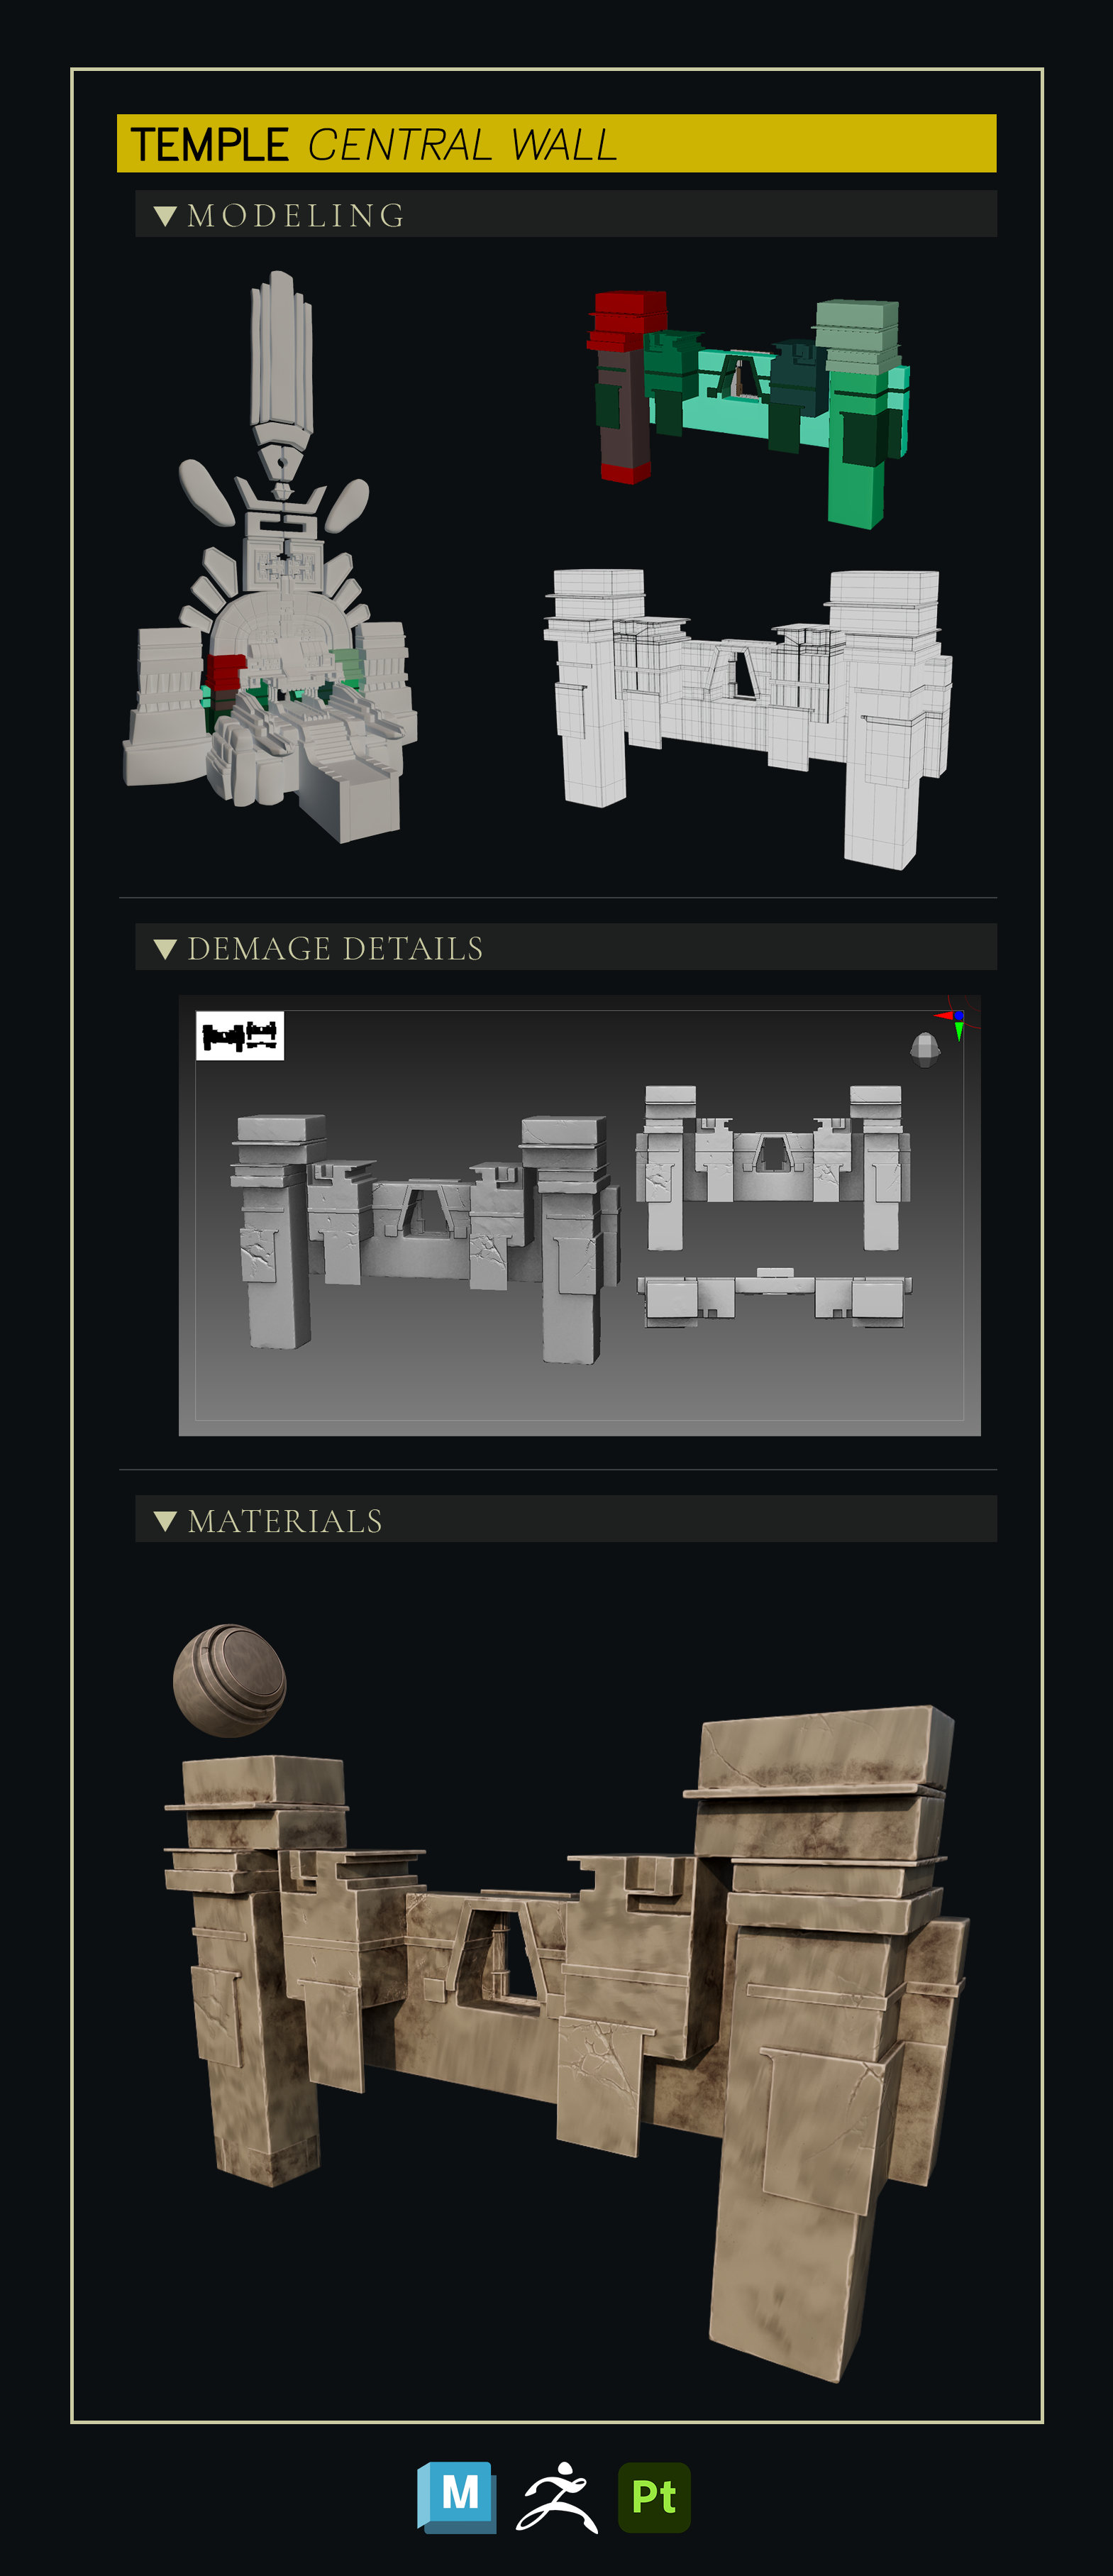 TEMPLE CENTRAL WALL
MODELING
DEMAGE DETAILS
MATERIALS
M
Pt